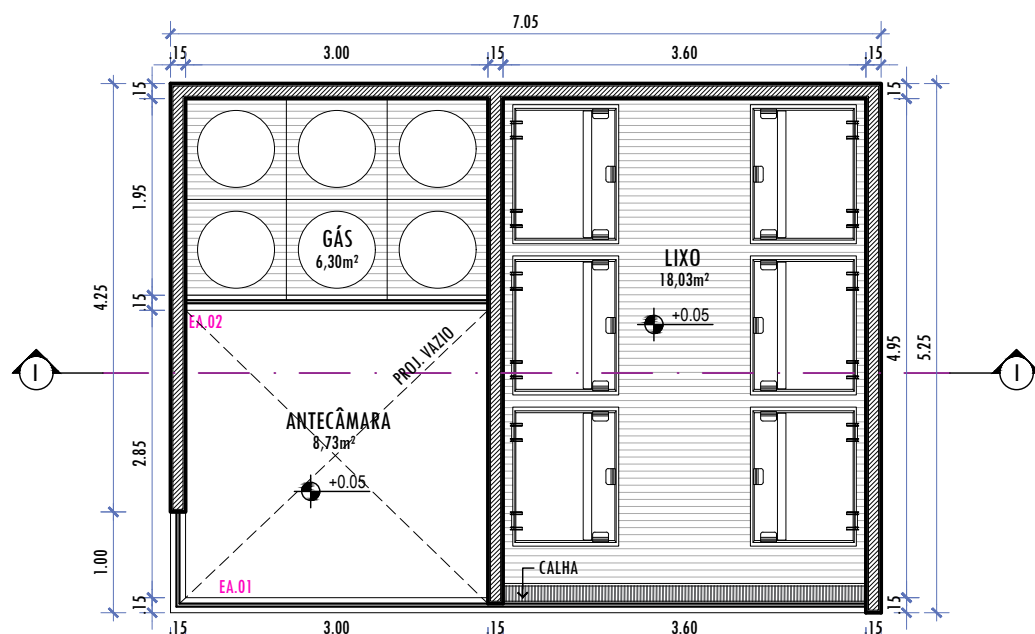 7.05
.15
3.00
.15
3.60
.15
.15
.15
1.95
4.25
GÁS
6,30m²
LIXO
18,03m²
+0.05
.15
EA.02
PROJ. VAZIO
4.95
5.25
I
I
ANTECÂMARA
8,73m²
2.85
+0.05
1.00
CALHA
EA.01
.15
.15
.15
3.00
.15
3.60
.15